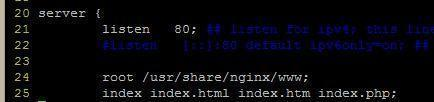 20 server {
21 listen 80; ## listen for ipv4; this line
22 #listen [::]:80 default ipv6only=on; ##
23
24 root /usr/share/nginx/www;
25 index index.html index.htm index.php;